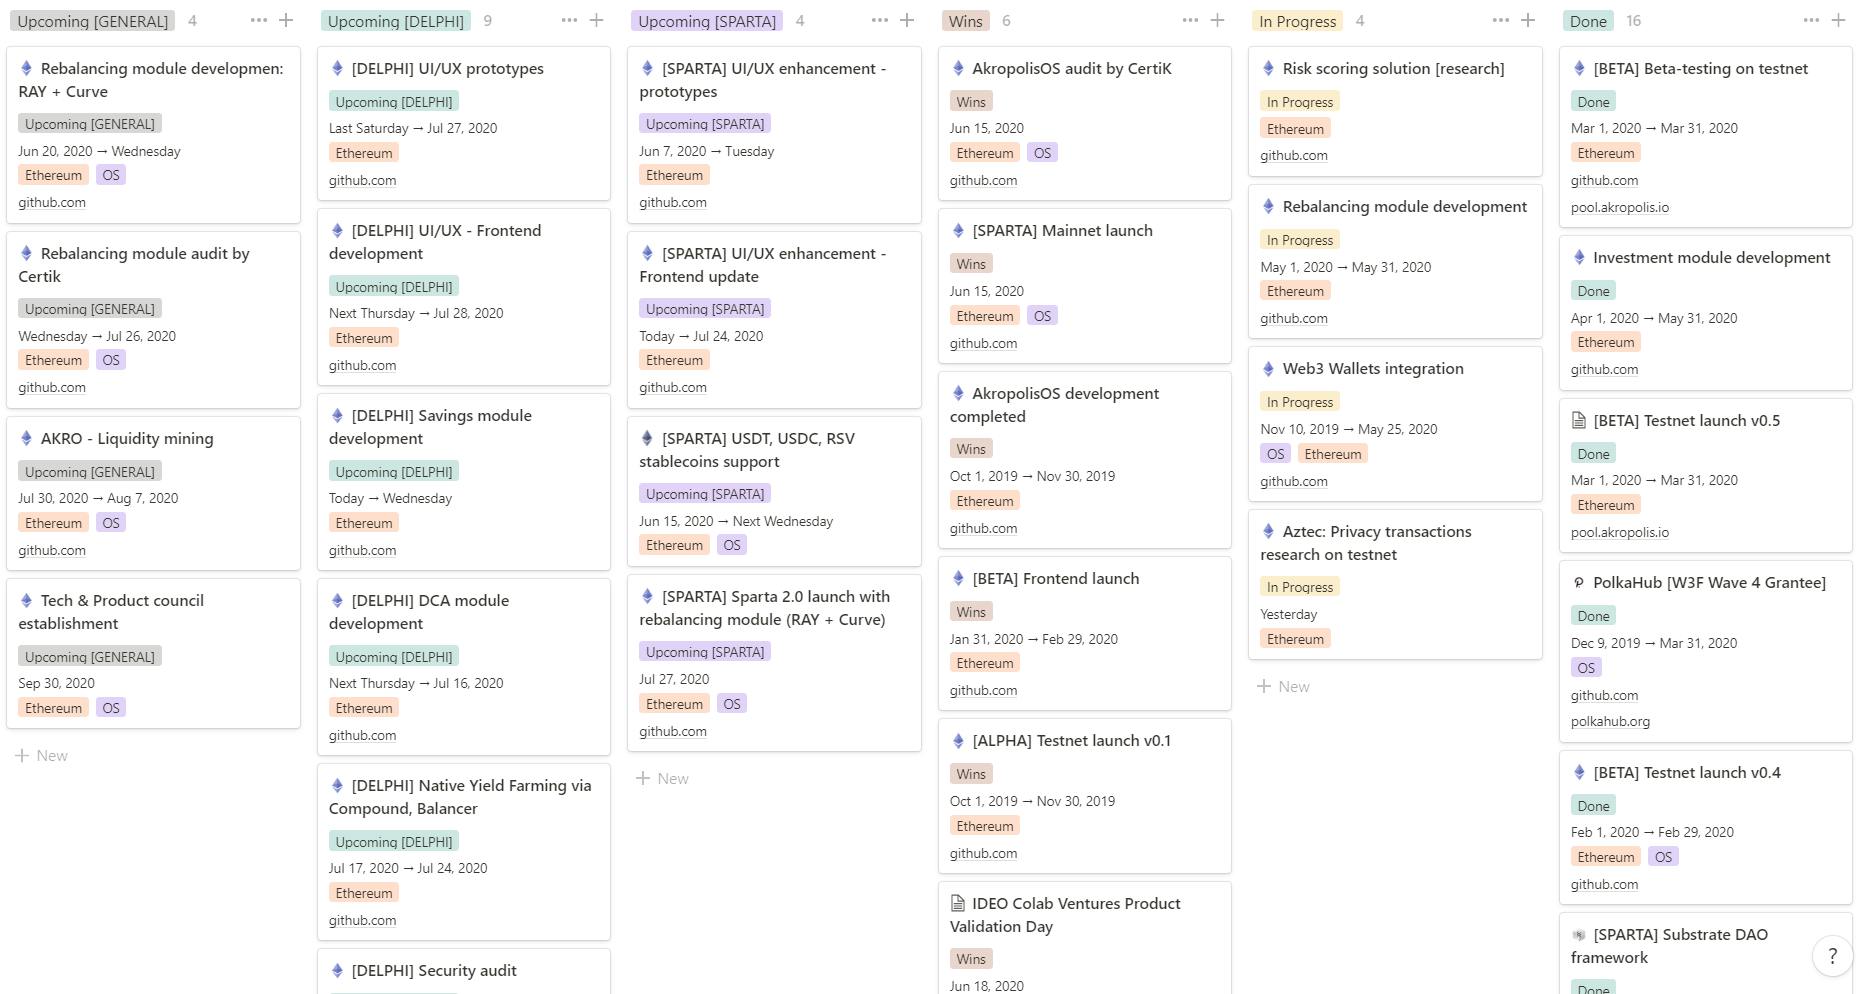 Upcoming [GENERAL] 4
Rebalancing module developmen:
RAY + Curve
Upcoming [GENERAL]
Jun 20, 2020 → Wednesday
Ethereum OS
github.com
Rebalancing module audit by
Certik
Upcoming [GENERAL]
Wednesday → Jul 26, 2020
Ethereum OS
github.com
AKRO - Liquidity mining
Upcoming [GENERAL]
Jul 30, 2020 → Aug 7, 2020
Ethereum OS
github.com
Tech & Product council
establishment
Upcoming [GENERAL]
Sep 30, 2020
Ethereum OS
+ New
Upcoming [DELPHI] 9
[DELPHI] UI/UX prototypes
Upcoming [DELPHI]
Last Saturday → Jul 27, 2020
Ethereum
github.com
[DELPHI] UI/UX - Frontend
development
Upcoming [DELPHI]
Next Thursday → Jul 28, 2020
Ethereum
github.com
[DELPHI] Savings module
development
Upcoming [DELPHI]
Today → Wednesday
Ethereum
github.com
[DELPHI] DCA module
development
Upcoming [DELPHI]
Next Thursday → Jul 16, 2020
Ethereum
github.com
[DELPHI] Native Yield Farming via
Compound, Balancer
Upcoming [DELPHI]
Jul 17, 2020 → Jul 24, 2020
Ethereum
github.com
[DELPHI] Security audit
Upcoming [SPARTA] 4
[SPARTA] UI/UX enhancement -
prototypes
Upcoming [SPARTA]
Jun 7, 2020 → Tuesday
Ethereum
github.com
[SPARTA] UI/UX enhancement -
Frontend update
Upcoming [SPARTA]
Today → Jul 24, 2020
Ethereum
github.com
[SPARTA] USDT, USDC, RSV
stablecoins support
Upcoming [SPARTA]
Jun 15, 2020 → Next Wednesday
Ethereum OS
[SPARTA] Sparta 2.0 launch with
rebalancing module (RAY + Curve)
Upcoming [SPARTA]
Jul 27, 2020
Ethereum OS
github.com
+ New
Wins 6
AkropolisOS audit by CertiK
Wins
Jun 15, 2020
Ethereum OS
github.com
[SPARTA] Mainnet launch
Wins
Jun 15, 2020
Ethereum OS
github.com
AkropolisOS development
completed
Wins
Oct 1, 2019 → Nov 30, 2019
Ethereum
github.com
[BETA] Frontend launch
Wins
Jan 31, 2020 → Feb 29, 2020
Ethereum
github.com
[ALPHA] Testnet launch v0.1
Wins
Oct 1, 2019 → Nov 30, 2019
Ethereum
github.com
IDEO Colab Ventures Product
Validation Day
Wins
Jun 18, 2020
In Progress 4
Risk scoring solution [research]
In Progress
Ethereum
github.com
Rebalancing module development
In Progress
May 1, 2020 → May 31, 2020
Ethereum
github.com
Web3 Wallets integration
In Progress
Nov 10, 2019 → May 25, 2020
OS Ethereum
github.com
Aztec: Privacy transactions
research on testnet
In Progress
Yesterday
Ethereum
+ New
Done 16
[BETA] Beta-testing on testnet
Done
Mar 1, 2020 → Mar 31, 2020
Ethereum
github.com
pool.akropolis.io
Investment module development
Done
Apr 1, 2020 → May 31, 2020
Ethereum
github.com
[BETA] Testnet launch v0.5
Done
Mar 1, 2020 → Mar 31, 2020
Ethereum
pool.akropolis.io
PolkaHub [W3F Wave 4 Grantee]
Done
Dec 9, 2019 → Mar 31, 2020
OS
github.com
polkahub.org
[BETA] Testnet launch v0.4
Done
Feb 1, 2020 → Feb 29, 2020
Ethereum OS
github.com
[SPARTA] Substrate DAO
framework
Done
?